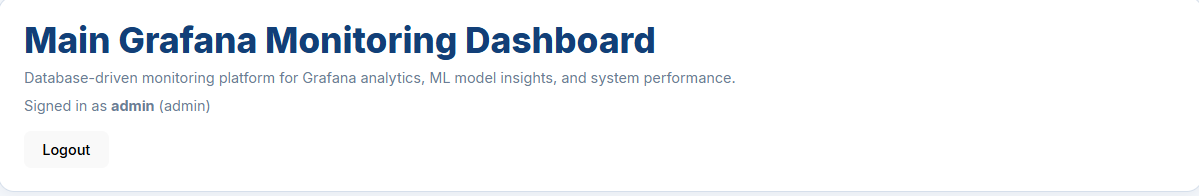 Main Grafana Monitoring Dashboard
Database-driven monitoring platform for Grafana analytics, ML model insights, and system performance.
Signed in as admin (admin)
Logout